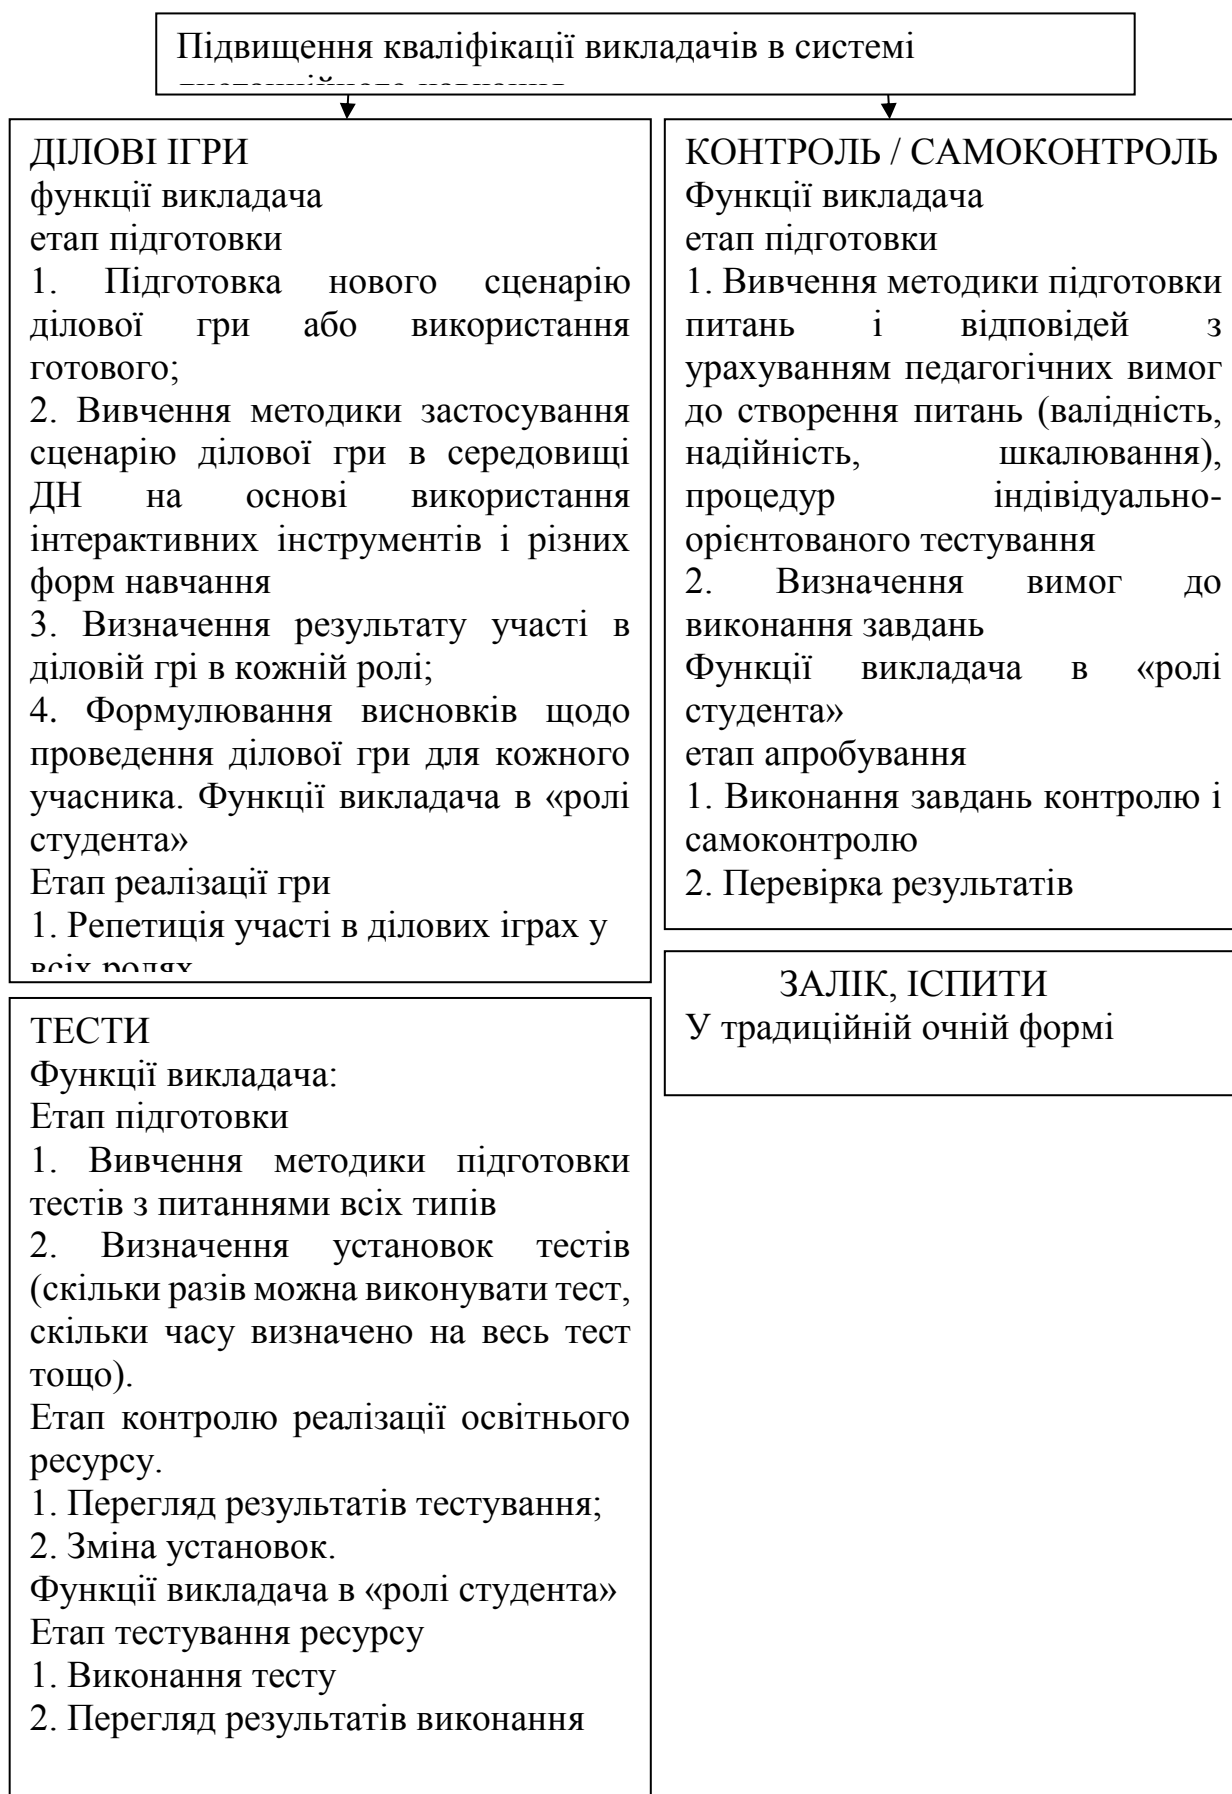 Підвищення кваліфікації викладачів в системі
ДІЛОВІ ІГРИ
функції викладача
етап підготовки
1. Підготовка нового сценарію
ділової гри або використання
готового;
2. Вивчення методики застосування
сценарію ділової гри в середовищі
ДН на основі використання
інтерактивних інструментів і різних
форм навчання
3. Визначення результату участі в
діловій грі в кожній ролі;
4. Формулювання висновків щодо
проведення ділової гри для кожного
учасника. Функції викладача в «ролі
студента»
Етап реалізації гри
1. Репетиція участі в ділових іграх у
всіх ролях
ТЕСТИ
Функції викладача:
Етап підготовки
1. Вивчення методики підготовки
тестів з питаннями всіх типів
2. Визначення установок тестів
(скільки разів можна виконувати тест,
скільки часу визначено на весь тест
тощо).
Етап контролю реалізації освітнього
ресурсу.
1. Перегляд результатів тестування;
2. Зміна установок.
Функції викладача в «ролі студента»
Етап тестування ресурсу
1. Виконання тесту
2. Перегляд результатів виконання
КОНТРОЛЬ / САМОКОНТРОЛЬ
Функції викладача
етап підготовки
1. Вивчення методики підготовки
питань і відповідей з
урахуванням педагогічних вимог
до створення питань (валідність,
надійність, шкалювання),
процедур індивідуально-
орієнтованого тестування
2. Визначення вимог до
виконання завдань
Функції викладача в «ролі
студента»
етап апробування
1. Виконання завдань контролю і
самоконтролю
2. Перевірка результатів
ЗАЛІК, ІСПИТИ
У традиційній очній формі